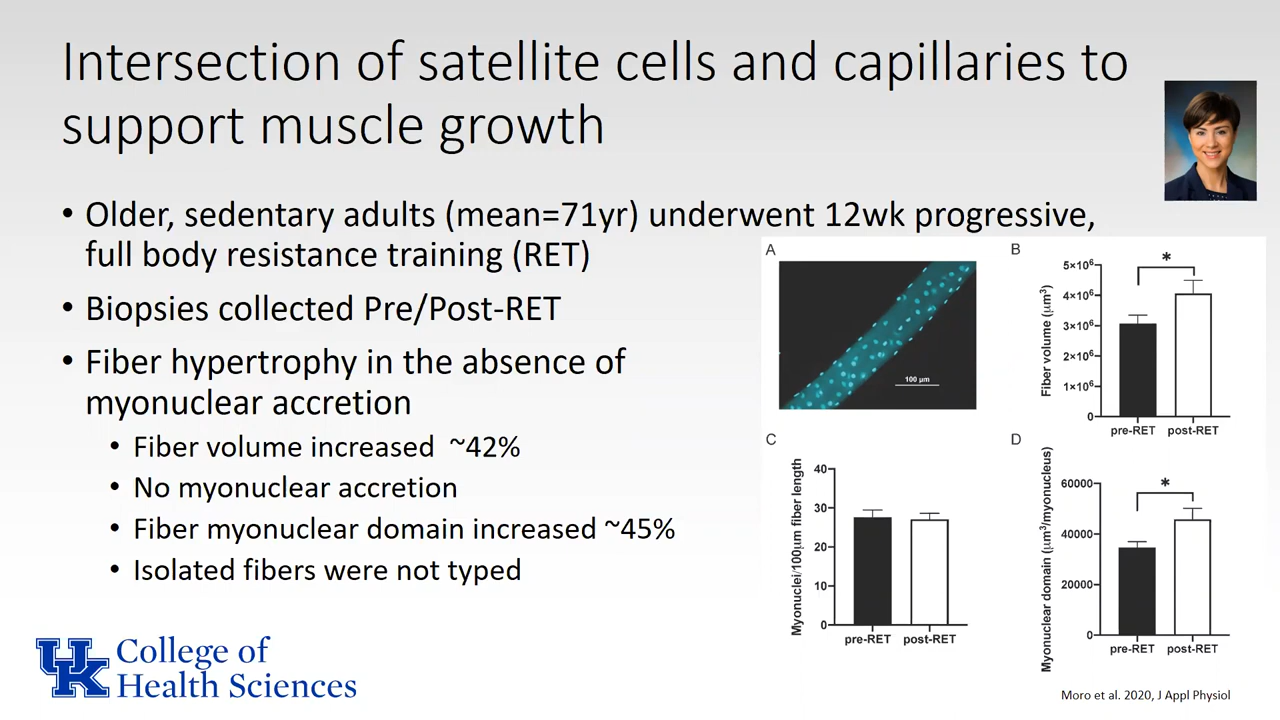 Intersection of satellite cells and capillaries to
support muscle growth
• Older, sedentary adults (mean=71yr) underwent 12wk progressive,
full body resistance training (RET)
• Biopsies collected Pre/Post-RET
• Fiber hypertrophy in the absence of
myonuclear accretion
• Fiber volume increased ~42%
• No myonuclear accretion
• Fiber myonuclear domain increased ~45%
• Isolated fibers were not typed
A
100 µm
B
Fiber volume (µm³)
5×10⁶
4×10⁶
3×10⁶
2×10⁶
1×10⁶
0
*
pre-RET post-RET
C
Myonuclei/100µm fiber length
40
30
20
10
0
pre-RET post-RET
D
Myonuclear domain (µm³/myonucleus)
60000
40000
20000
0
*
pre-RET post-RET
UK
College of
Health Sciences
Moro et al. 2020, J Appl Physiol